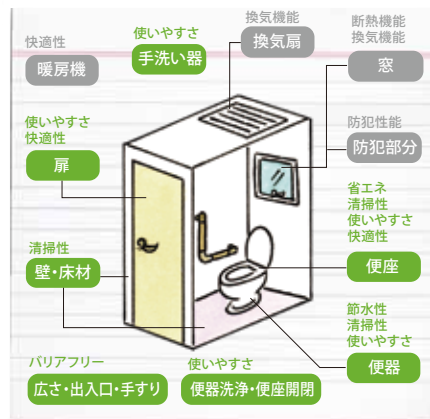 快適性
暖房機
使いやすさ
手洗い器
換気機能
換気扇
断熱機能
換気機能
窓
使いやすさ
快適性
扉
防犯性能
防犯部分
清掃性
壁・床材
省エネ
清掃性
使いやすさ
快適性
便座
節水性
清掃性
使いやすさ
便器
バリアフリー
広さ・出入口・手すり
使いやすさ
便器洗浄・便座開閉